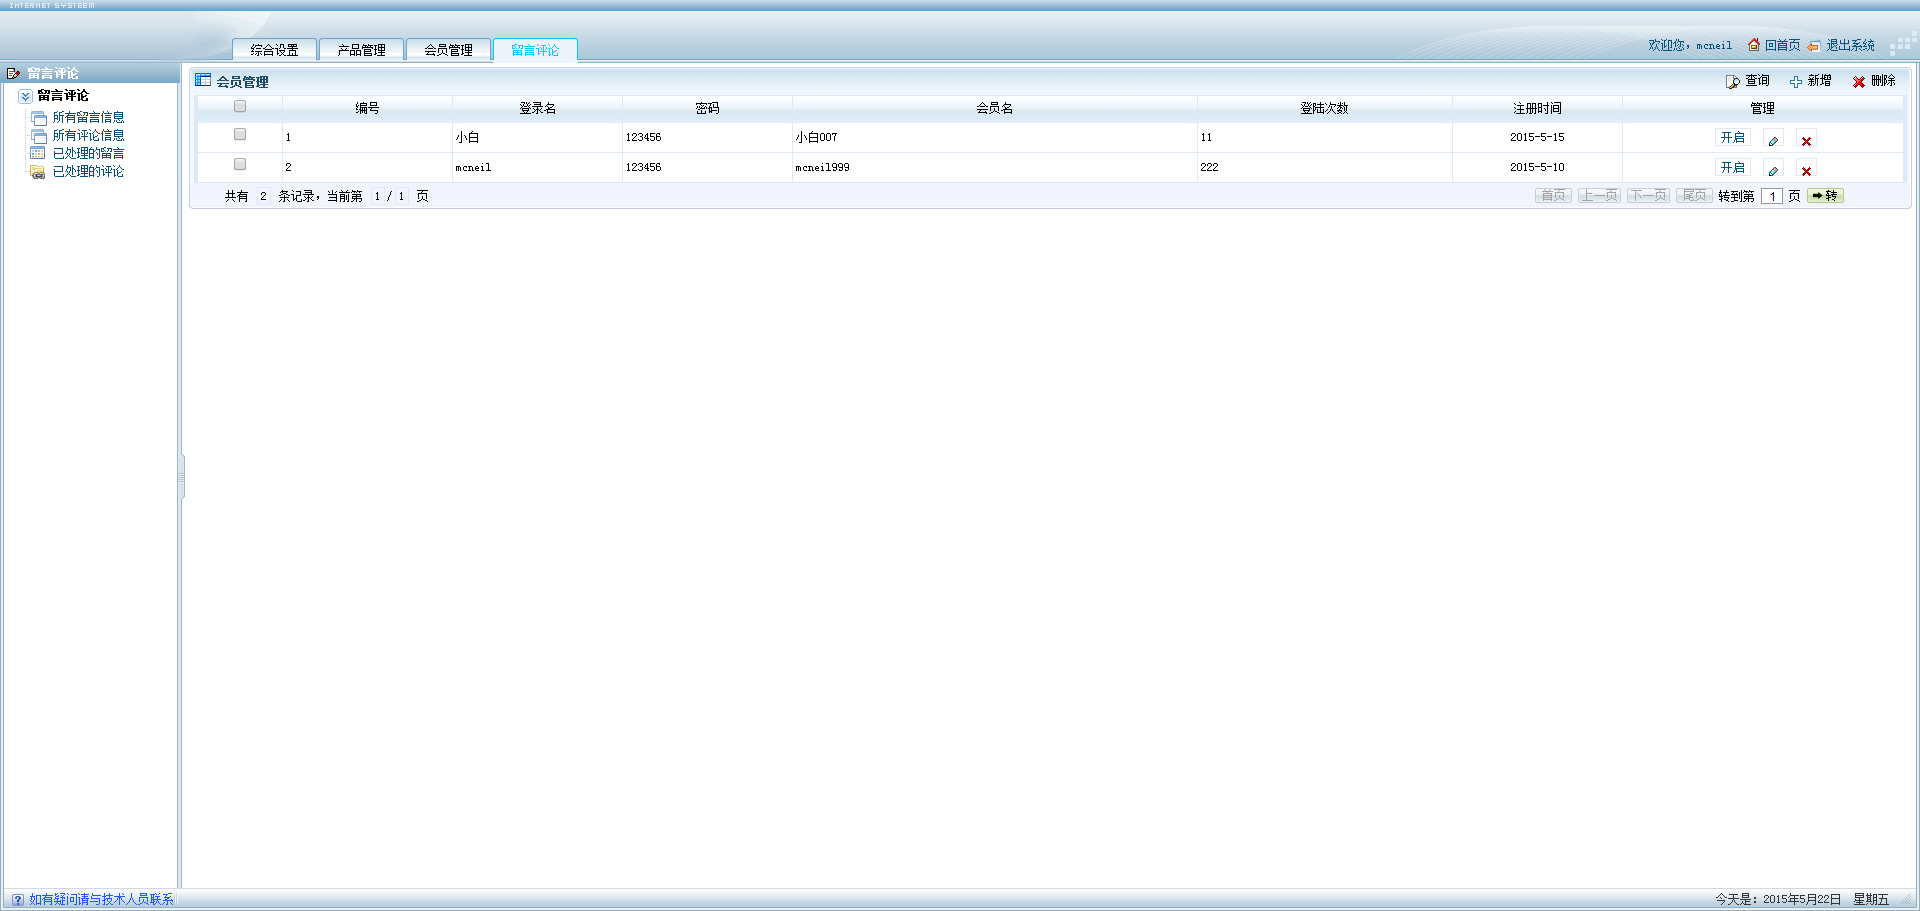 INTERNET SYSTEEM
综合设置 产品管理 会员管理 留言评论
欢迎您，mcneil 回首页 退出系统
留言评论
留言评论
所有留言信息
所有评论信息
已处理的留言
已处理的评论
会员管理 查询 新增 删除
编号 登录名 密码 会员名 登陆次数 注册时间 管理
1 小白 123456 小白007 11 2015-5-15 开启
2 mcneil 123456 mcneil999 222 2015-5-10 开启
共有 2 条记录，当前第 1 / 1 页 首页 上一页 下一页 尾页 转到第 1 页 转
如有疑问请与技术人员联系 今天是：2015年5月22日 星期五